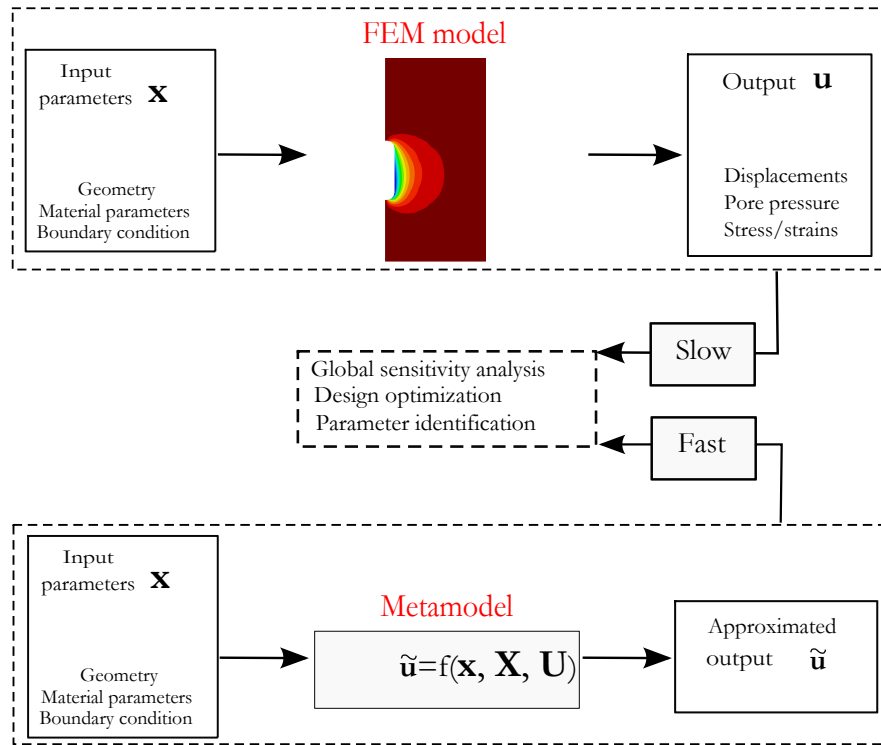 FEM model
Input
parameters x
Geometry
Material parameters
Boundary condition
Output u
Displacements
Pore pressure
Stress/strains
Slow
Global sensitivity analysis
Design optimization
Parameter identification
Fast
Input
parameters x
Geometry
Material parameters
Boundary condition
Metamodel
ũ=f(x, X, U)
Approximated
output ũ